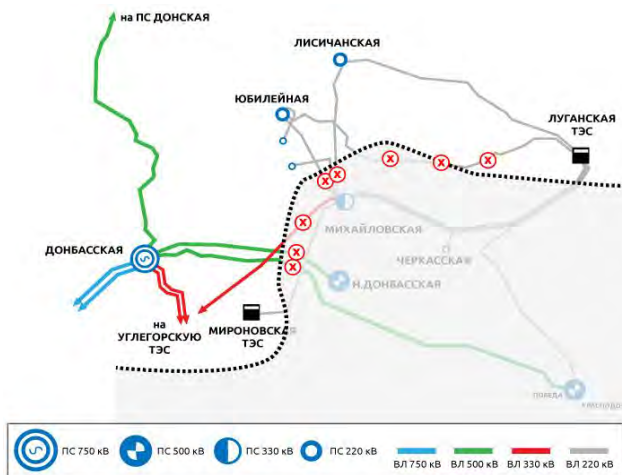 на ПС ДОНСКАЯ
ЛИСИЧАНСКАЯ
ЮБИЛЕЙНАЯ
ЛУГАНСКАЯ
ТЭС
МИХАЙЛОВСКАЯ
ДОНБАССКАЯ
ЧЕРКАССКАЯ
Н.ДОНБАССКАЯ
на
УГЛЕГОРСКУЮ
ТЭС
МИРОНОВСКАЯ
ТЭС
ПОБЕДА
ПС 750 кВ
ПС 500 кВ
ПС 330 кВ
ПС 220 кВ
ВЛ 750 кВ
ВЛ 500 кВ
ВЛ 330 кВ
ВЛ 220 кВ